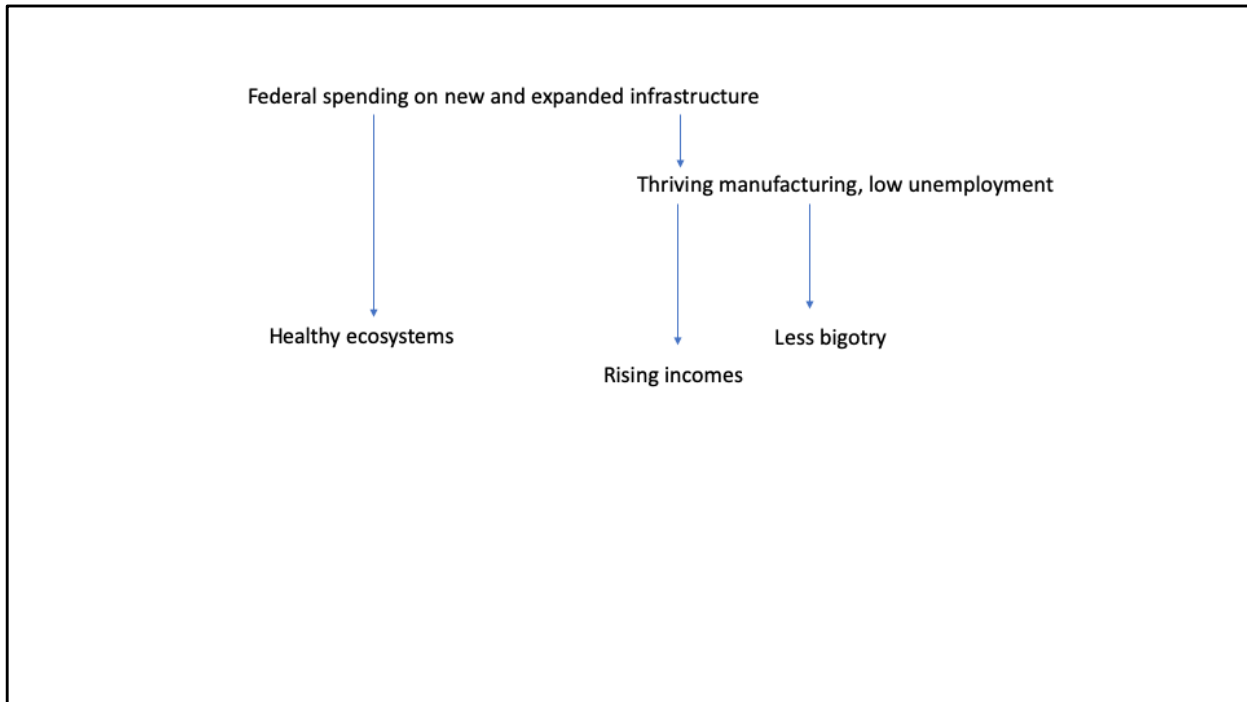 Federal spending on new and expanded infrastructure
Thriving manufacturing, low unemployment
Healthy ecosystems
Less bigotry
Rising incomes